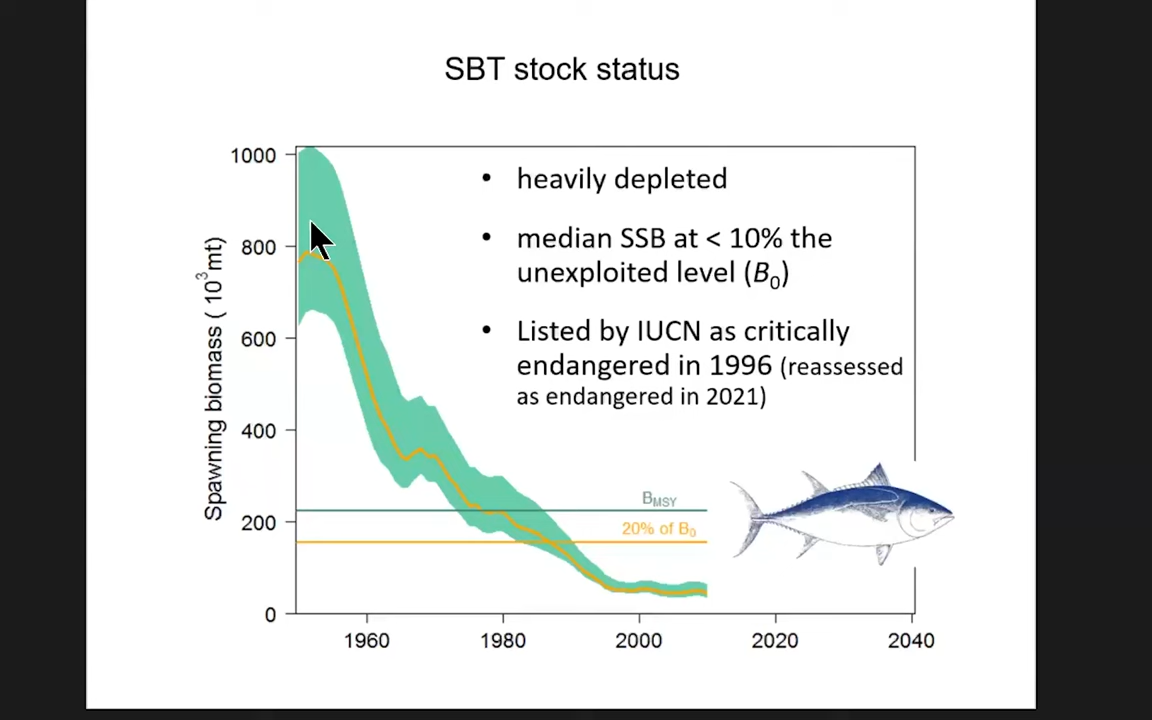 SBT stock status
1000
800
600
400
200
0
Spawning biomass ( 10³mt)
• heavily depleted
• median SSB at < 10% the
unexploited level (B₀)
• Listed by IUCN as critically
endangered in 1996 (reassessed
as endangered in 2021)
B_MSY
20% of B₀
1960 1980 2000 2020 2040